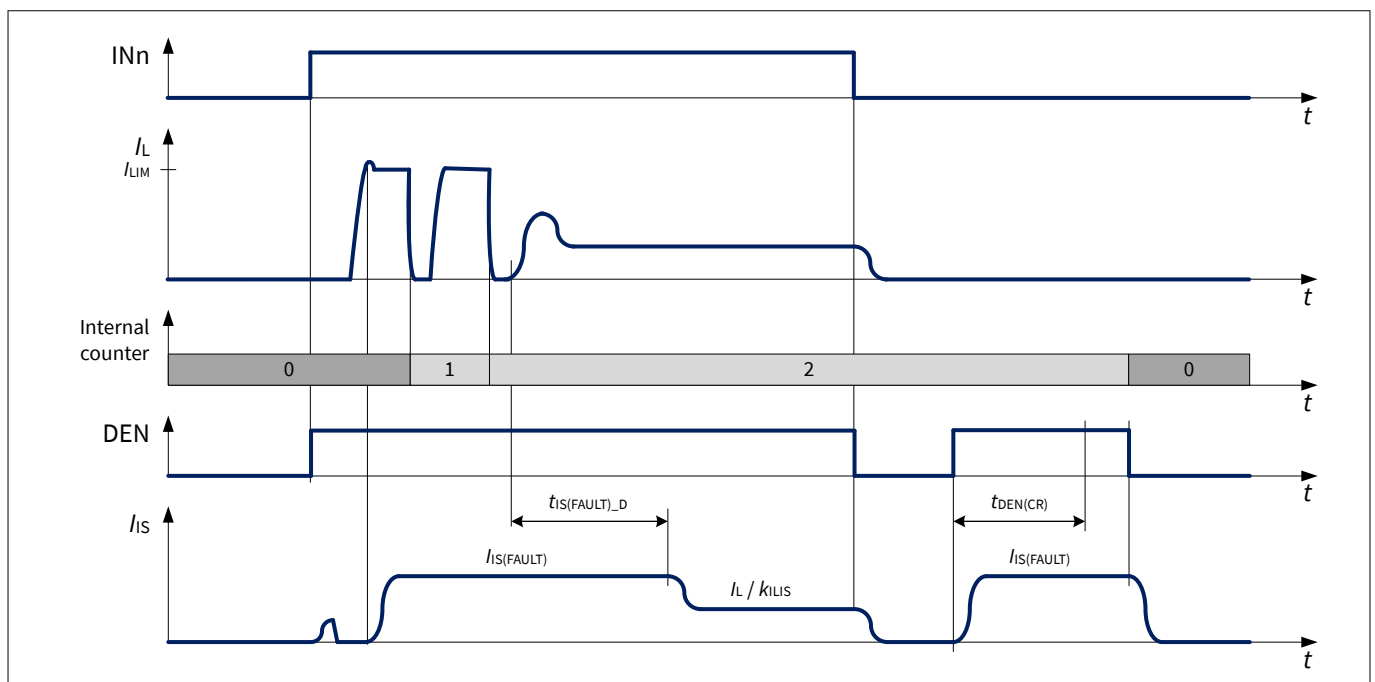 INn
t
IL
ILIM
t
Internal
counter
0 1 2 0
t
DEN
t
tIS(FAULT)_D tDEN(CR)
IIS
IIS(FAULT) IIS(FAULT)
IL / kILIS
t